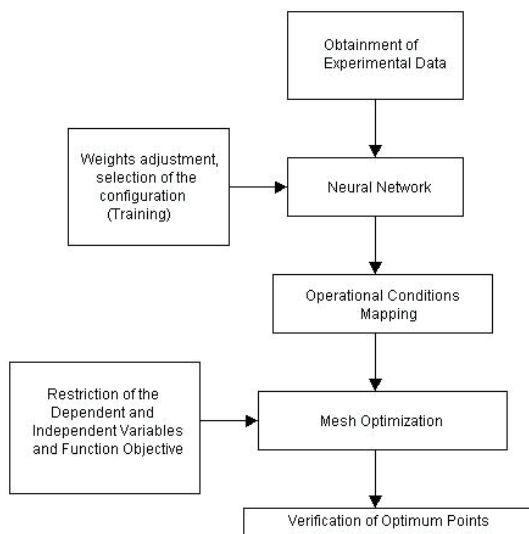 Obtainment of
Experimental Data
Weights adjustment,
selection of the
configuration
(Training)
Neural Network
Operational Conditions
Mapping
Restriction of the
Dependent and
Independent Variables
and Function Objective
Mesh Optimization
Verification of Optimum Points